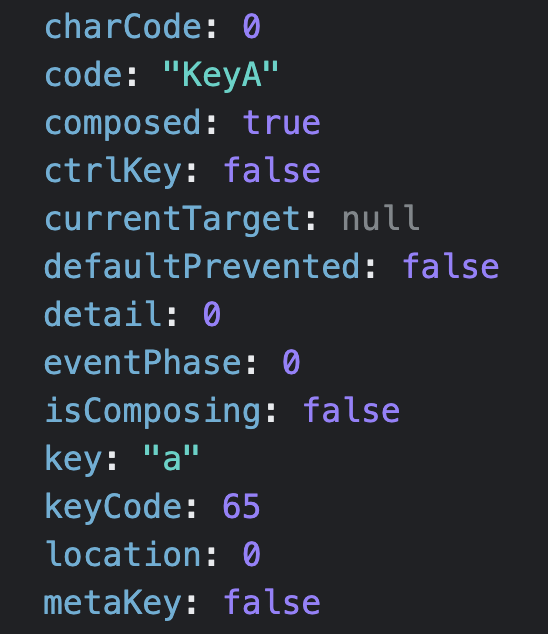 charCode: 0
code: "KeyA"
composed: true
ctrlKey: false
currentTarget: null
defaultPrevented: false
detail: 0
eventPhase: 0
isComposing: false
key: "a"
keyCode: 65
location: 0
metaKey: false